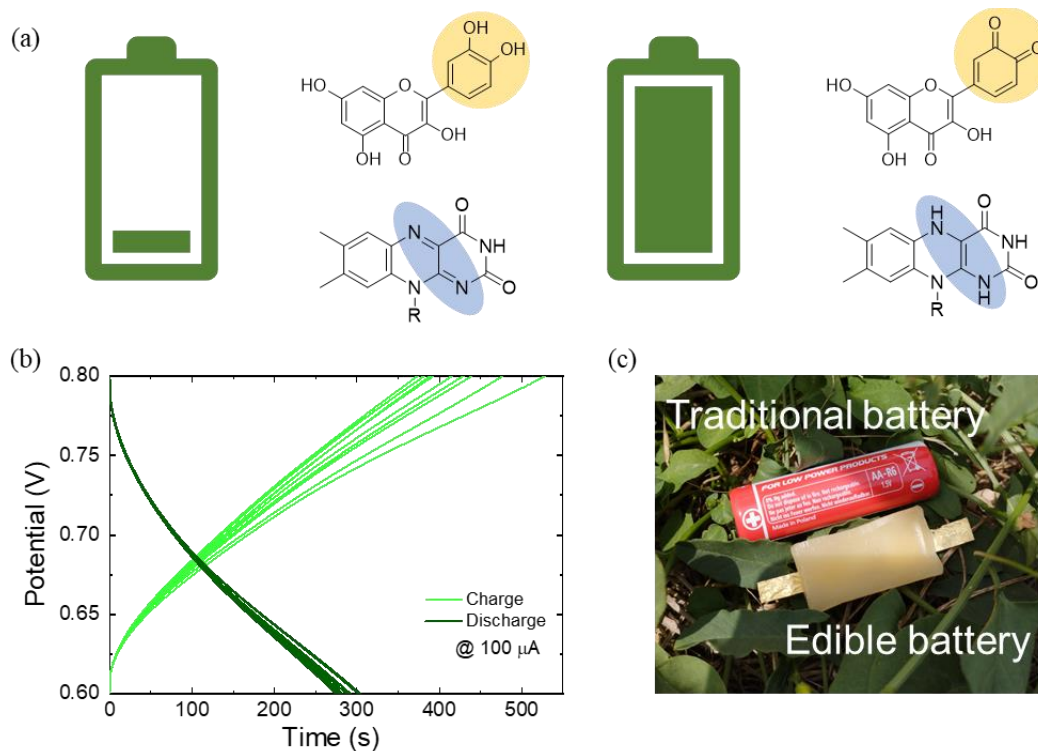 (a)
OH
OH
HO
O
OH
OH
O
O
O
HO
O
OH
OH
O
N
O
NH
N
N
O
R
H
N
O
NH
N
N
H
O
R
(b)
0.80
0.75
0.70
0.65
0.60
Potential (V)
Charge
Discharge
@ 100 μA
0
100
200
300
400
500
Time (s)
(c)
Traditional battery
FOR LOW POWER PRODUCTS
AA-R6
1.5V
Made in Poland
Edible battery